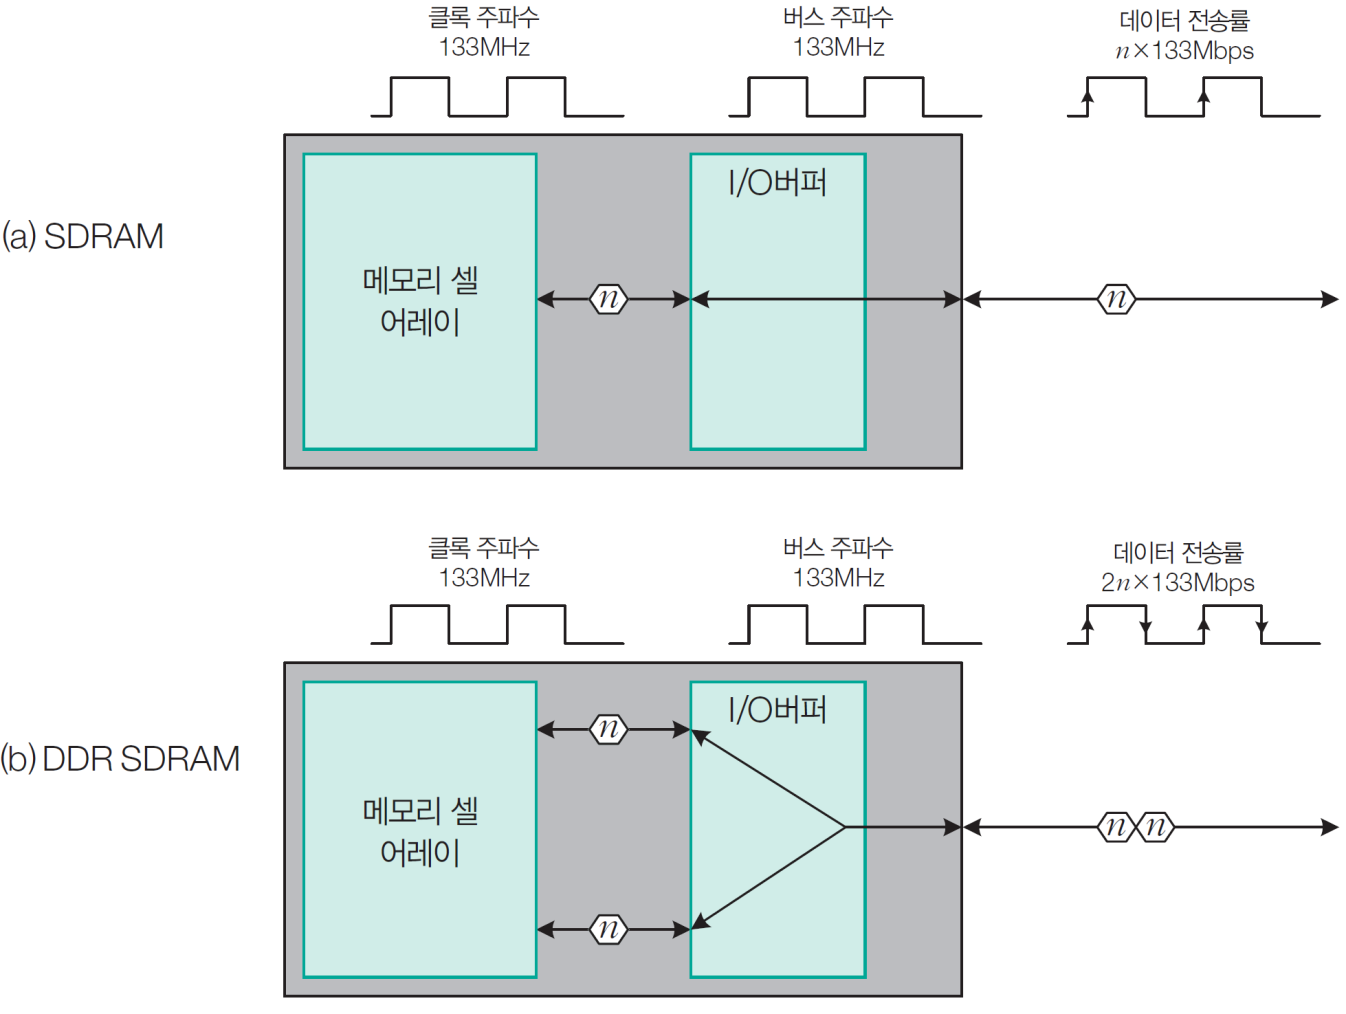 클록 주파수
133MHz
버스 주파수
133MHz
데이터 전송률
n×133Mbps
(a) SDRAM
메모리 셀
어레이
n
I/O버퍼
n
클록 주파수
133MHz
버스 주파수
133MHz
데이터 전송률
2n×133Mbps
(b) DDR SDRAM
메모리 셀
어레이
n
n
I/O버퍼
n n